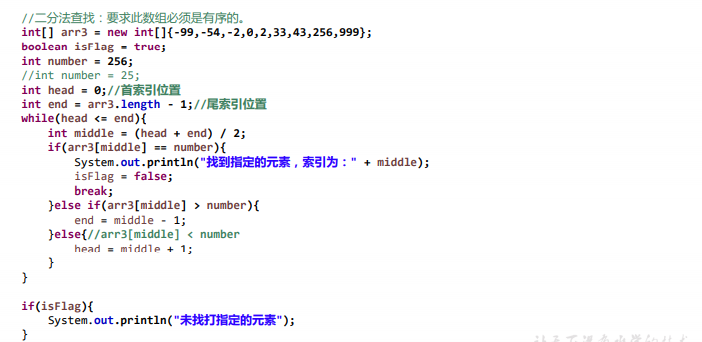 //二分法查找：要求此数组必须是有序的。
int[] arr3 = new int[]{-99,-54,-2,0,2,33,43,256,999};
boolean isFlag = true;
int number = 256;
//int number = 25;
int head = 0;//首索引位置
int end = arr3.length - 1;//尾索引位置
while(head <= end){
    int middle = (head + end) / 2;
    if(arr3[middle] == number){
        System.out.println("找到指定的元素，索引为：" + middle);
        isFlag = false;
        break;
    }else if(arr3[middle] > number){
        end = middle - 1;
    }else{//arr3[middle] < number
        head = middle + 1;
    }
}
if(isFlag){
    System.out.println("未找打指定的元素");
}